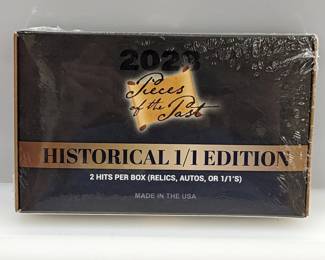 2023
Pieces
of the
Past
HISTORICAL 1/1 EDITION
2 HITS PER BOX (RELICS, AUTOS, OR 1/1'S)
MADE IN THE USA